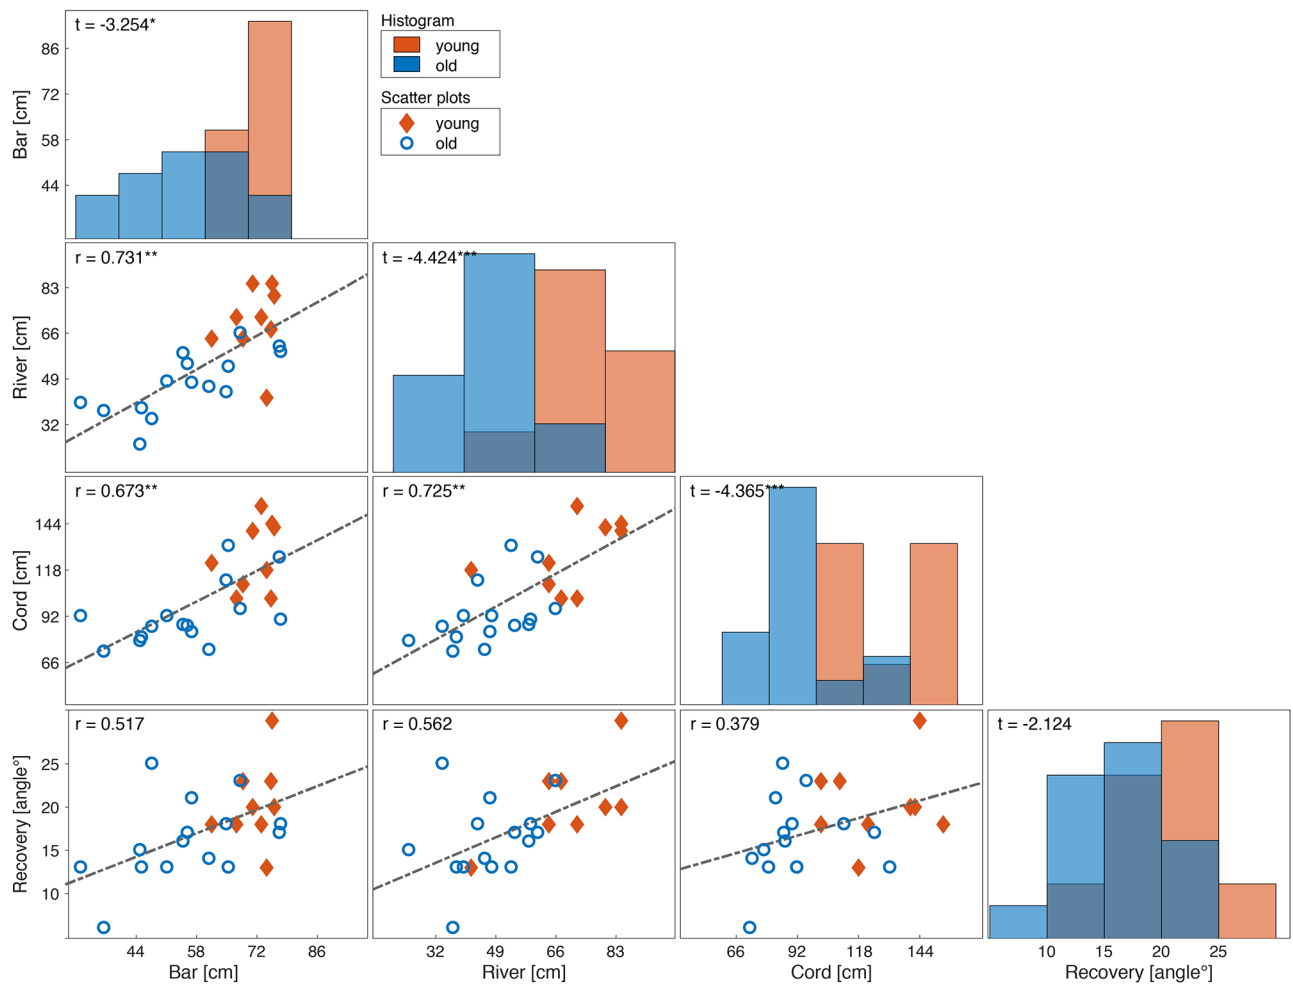 t = -3.254*
Histogram
young
old
Scatter plots
young
old
Bar [cm]
86
72
58
44
r = 0.731**
t = -4.424***
River [cm]
83
66
49
32
r = 0.673**
r = 0.725**
t = -4.365***
Cord [cm]
144
118
92
66
r = 0.517
r = 0.562
r = 0.379
t = -2.124
Recovery [angle°]
25
20
15
10
44 58 72 86
32 49 66 83
66 92 118 144
10 15 20 25
Bar [cm]
River [cm]
Cord [cm]
Recovery [angle°]